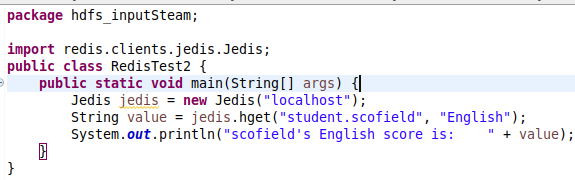 package hdfs_inputSteam;

import redis.clients.jedis.Jedis;
public class RedisTest2 {
    public static void main(String[] args) {
        Jedis jedis = new Jedis("localhost");
        String value = jedis.hget("student.scofield", "English");
        System.out.println("scofield's English score is:    " + value);
    }
}